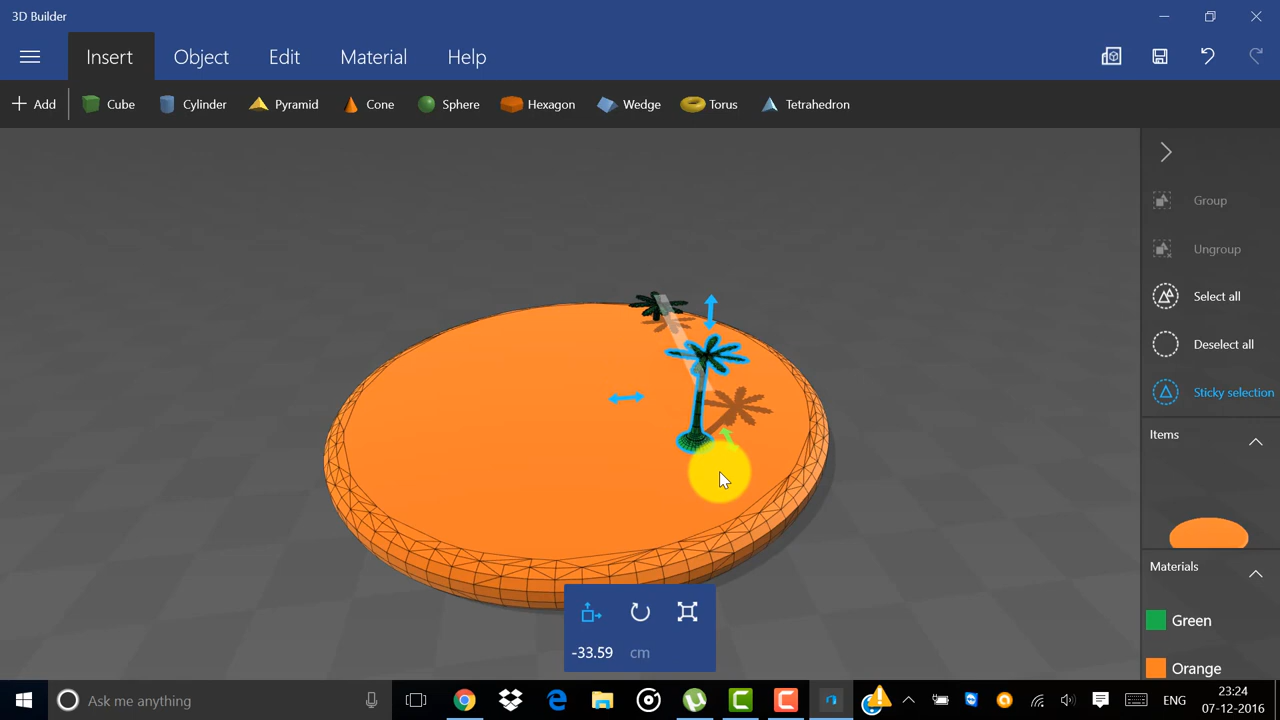 3D Builder
Insert Object Edit Material Help
Add Cube Cylinder Pyramid Cone Sphere Hexagon Wedge Torus Tetrahedron
Group
Ungroup
Select all
Deselect all
Sticky selection
Items
Materials
Green
Orange
-33.59 cm
Ask me anything
ENG
23:24
07-12-2016